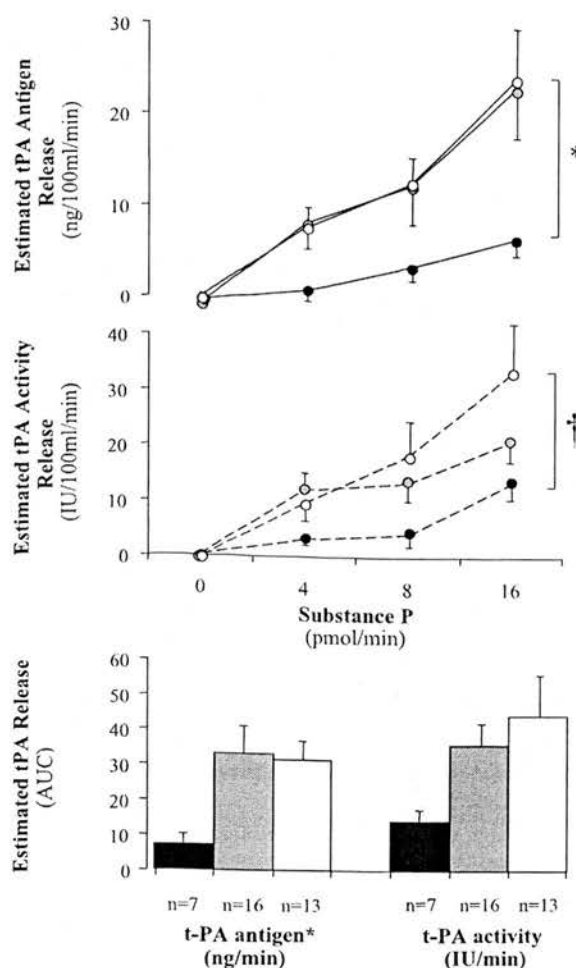 30
20
10
0
Estimated tPA Antigen
Release
(ng/100ml/min)
*
40
30
20
10
0
Estimated tPA Activity
Release
(IU/100ml/min)
†
0 4 8 16
Substance P
(pmol/min)
60
50
40
30
20
10
0
Estimated tPA Release
(AUC)
n=7 n=16 n=13 n=7 n=16 n=13
t-PA antigen* t-PA activity
(ng/min) (IU/min)